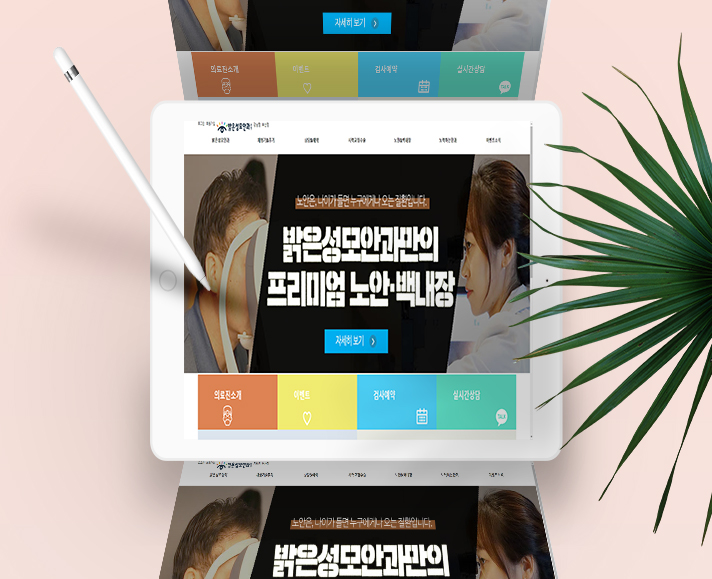 자세히 보기
의료진소개
이벤트
검사예약
실시간상담
TALK
밝은성모안과
노안은, 나이가 들면 누구에게나 오는 질환입니다.
밝은성모안과만의
프리미엄 노안·백내장
자세히 보기
의료진소개
이벤트
검사예약
실시간상담
TALK
밝은성모안과
노안은, 나이가 들면 누구에게나 오는 질환입니다.
밝은성모안과만의